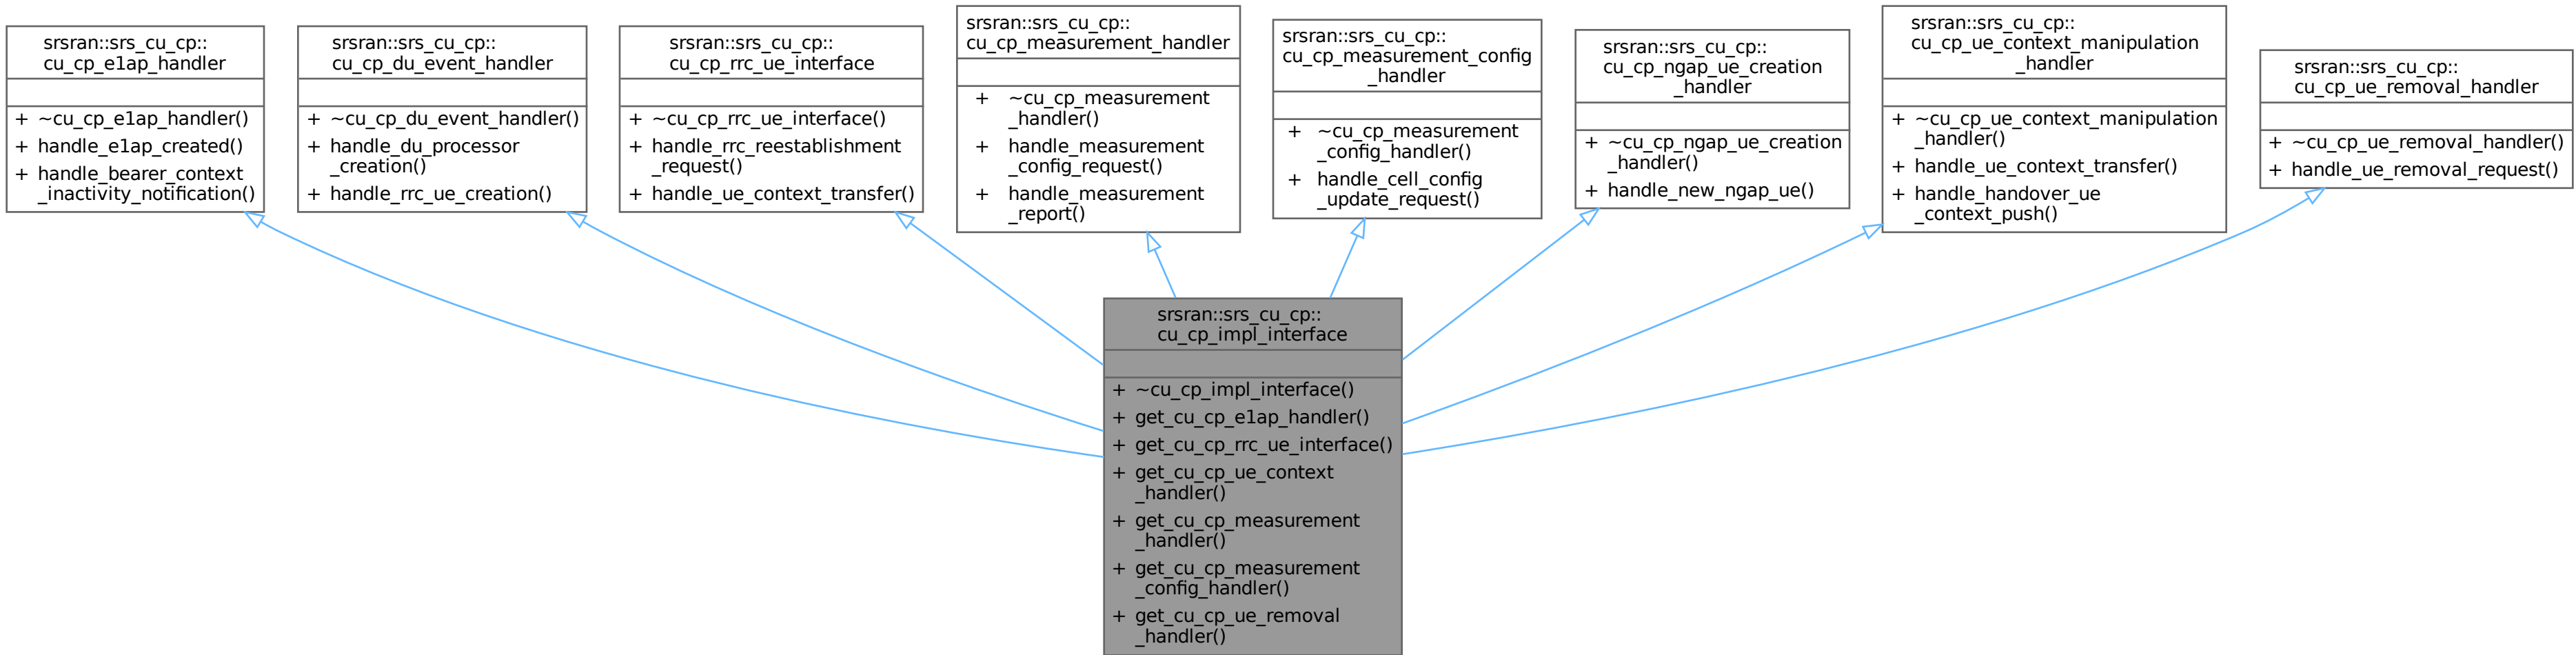 srsran::srs_cu_cp::
cu_cp_e1ap_handler
+ ~cu_cp_e1ap_handler()
+ handle_e1ap_created()
+ handle_bearer_context
_inactivity_notification()
srsran::srs_cu_cp::
cu_cp_du_event_handler
+ ~cu_cp_du_event_handler()
+ handle_du_processor
_creation()
+ handle_rrc_ue_creation()
srsran::srs_cu_cp::
cu_cp_rrc_ue_interface
+ ~cu_cp_rrc_ue_interface()
+ handle_rrc_reestablishment
_request()
+ handle_ue_context_transfer()
srsran::srs_cu_cp::
cu_cp_measurement_handler
+ ~cu_cp_measurement
_handler()
+ handle_measurement
_config_request()
+ handle_measurement
_report()
srsran::srs_cu_cp::
cu_cp_measurement_config
_handler
+ ~cu_cp_measurement
_config_handler()
+ handle_cell_config
_update_request()
srsran::srs_cu_cp::
cu_cp_ngap_ue_creation
_handler
+ ~cu_cp_ngap_ue_creation
_handler()
+ handle_new_ngap_ue()
srsran::srs_cu_cp::
cu_cp_ue_context_manipulation
_handler
+ ~cu_cp_ue_context_manipulation
_handler()
+ handle_ue_context_transfer()
+ handle_handover_ue
_context_push()
srsran::srs_cu_cp::
cu_cp_ue_removal_handler
+ ~cu_cp_ue_removal_handler()
+ handle_ue_removal_request()
srsran::srs_cu_cp::
cu_cp_impl_interface
+ ~cu_cp_impl_interface()
+ get_cu_cp_e1ap_handler()
+ get_cu_cp_rrc_ue_interface()
+ get_cu_cp_ue_context
_handler()
+ get_cu_cp_measurement
_handler()
+ get_cu_cp_measurement
_config_handler()
+ get_cu_cp_ue_removal
_handler()